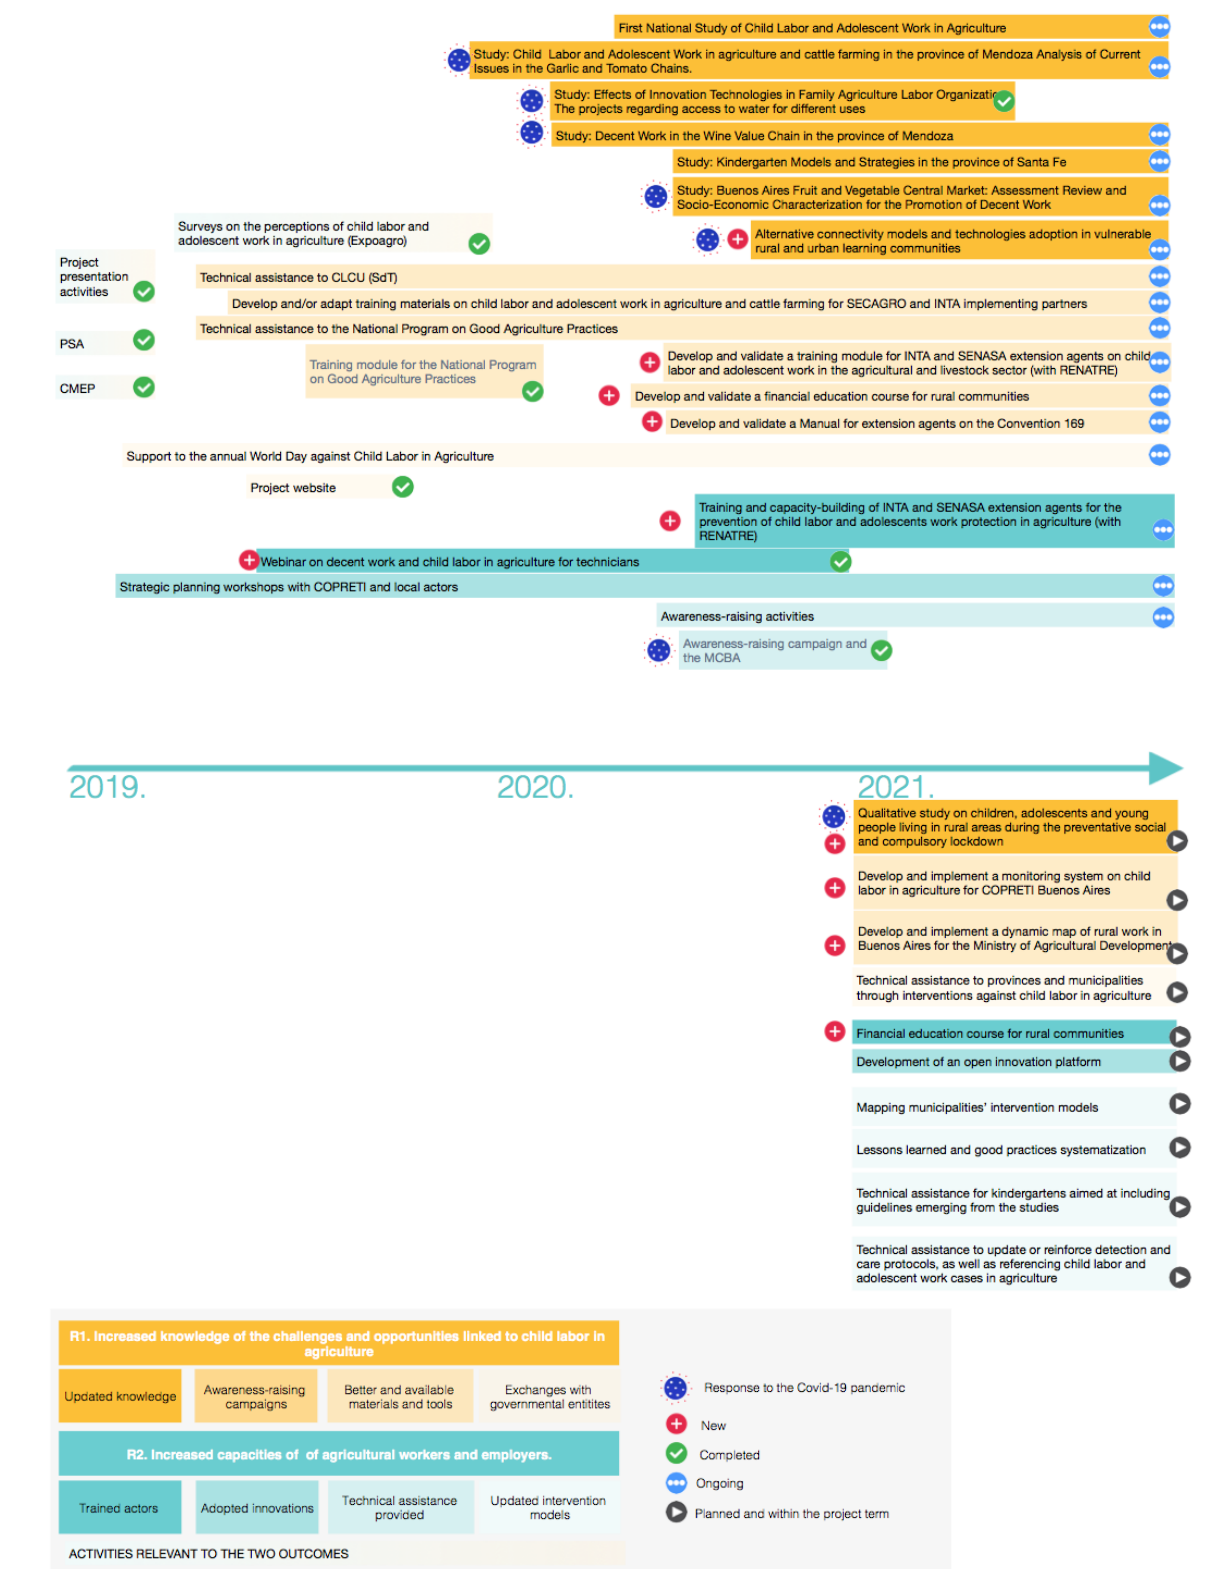 First National Study of Child Labor and Adolescent Work in Agriculture
Study: Child  Labor and Adolescent Work in agriculture and cattle farming in the province of Mendoza Analysis of Current
Issues in the Garlic and Tomato Chains.
Study: Effects of Innovation Technologies in Family Agriculture Labor Organizatio
The projects regarding access to water for different uses
Study: Decent Work in the Wine Value Chain in the province of Mendoza
Study: Kindergarten Models and Strategies in the province of Santa Fe
Study: Buenos Aires Fruit and Vegetable Central Market: Assessment Review and
Socio-Economic Characterization for the Promotion of Decent Work
Surveys on the perceptions of child labor and
adolescent work in agriculture (Expoagro)
Alternative connectivity models and technologies adoption in vulnerable
rural and urban learning communities
Project
presentation
activities
Technical assistance to CLCU (SdT)
Develop and/or adapt training materials on child labor and adolescent work in agriculture and cattle farming for SECAGRO and INTA implementing partners
Technical assistance to the National Program on Good Agriculture Practices
PSA
Training module for the National Program
on Good Agriculture Practices
Develop and validate a training module for INTA and SENASA extension agents on child
labor and adolescent work in the agricultural and livestock sector (with RENATRE)
CMEP
Develop and validate a financial education course for rural communities
Develop and validate a Manual for extension agents on the Convention 169
Support to the annual World Day against Child Labor in Agriculture
Project website
Training and capacity-building of INTA and SENASA extension agents for the
prevention of child labor and adolescents work protection in agriculture (with
RENATRE)
Webinar on decent work and child labor in agriculture for technicians
Strategic planning workshops with COPRETI and local actors
Awareness-raising activities
Awareness-raising campaign and
the MCBA
2019.
2020.
2021.
Qualitative study on children, adolescents and young
people living in rural areas during the preventative social
and compulsory lockdown
Develop and implement a monitoring system on child
labor in agriculture for COPRETI Buenos Aires
Develop and implement a dynamic map of rural work in
Buenos Aires for the Ministry of Agricultural Development
Technical assistance to provinces and municipalities
through interventions against child labor in agriculture
Financial education course for rural communities
Development of an open innovation platform
Mapping municipalities' intervention models
Lessons learned and good practices systematization
Technical assistance for kindergartens aimed at including
guidelines emerging from the studies
Technical assistance to update or reinforce detection and
care protocols, as well as referencing child labor and
adolescent work cases in agriculture
R1. Increased knowledge of the challenges and opportunities linked to child labor in
agriculture
Updated knowledge
Awareness-raising
campaigns
Better and available
materials and tools
Exchanges with
governmental entitites
R2. Increased capacities of  of agricultural workers and employers.
Trained actors
Adopted innovations
Technical assistance
provided
Updated intervention
models
ACTIVITIES RELEVANT TO THE TWO OUTCOMES
Response to the Covid-19 pandemic
New
Completed
Ongoing
Planned and within the project term